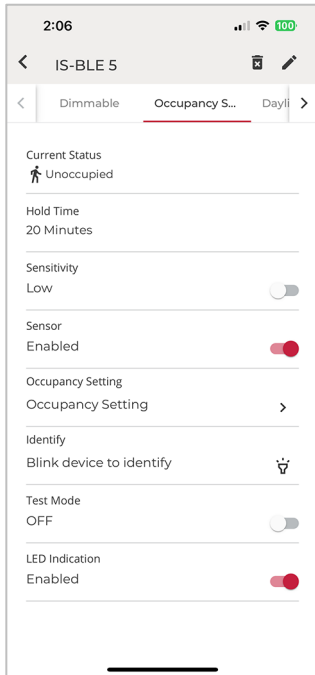 2:06
100
IS-BLE 5
Dimmable
Occupancy S...
Dayli
Current Status
Unoccupied
Hold Time
20 Minutes
Sensitivity
Low
Sensor
Enabled
Occupancy Setting
Occupancy Setting
Identify
Blink device to identify
Test Mode
OFF
LED Indication
Enabled